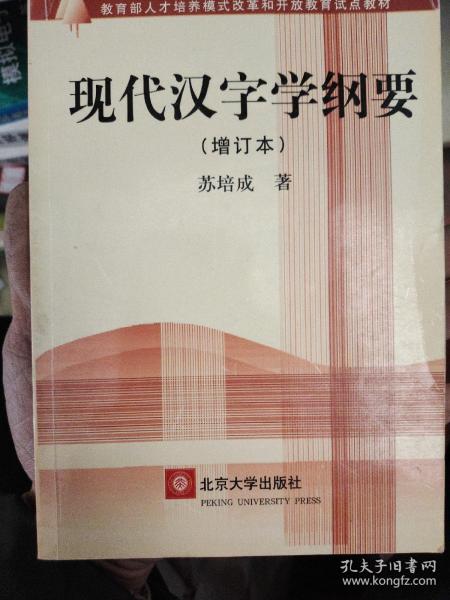 教育部人才培养模式改革和开放教育试点教材
现代汉字学纲要
（增订本）
苏培成 著
北京大学出版社
PEKING UNIVERSITY PRESS
孔夫子旧书网
www.kongfz.com